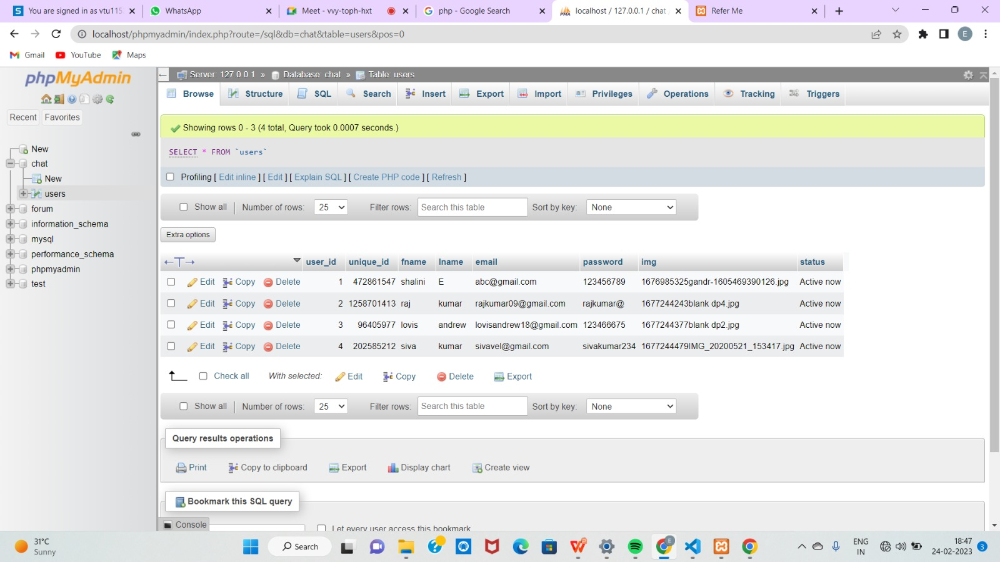 You are signed in as vtu115
WhatsApp
Meet - vvy-toph-hxt
php - Google Search
localhost / 127.0.0.1 / chat
Refer Me
localhost/phpmyadmin/index.php?route=/sql&db=chat&table=users&pos=0
E
Gmail YouTube Maps
phpMyAdmin
Recent Favorites
New
chat
New
users
forum
information_schema
mysql
performance_schema
phpmyadmin
test
Server: 127.0.0.1 » Database: chat » Table: users
Browse Structure SQL Search Insert Export Import Privileges Operations Tracking Triggers
Showing rows 0 - 3 (4 total, Query took 0.0007 seconds.)
SELECT * FROM `users`
Profiling [ Edit inline ] [ Edit ] [ Explain SQL ] [ Create PHP code ] [ Refresh ]
Show all | Number of rows: 25 Filter rows: Search this table Sort by key: None
Extra options
user_id unique_id fname lname email password img status
Edit Copy Delete 1 472861547 shalini E abc@gmail.com 123456789 1676985325gandr-1605469390126.jpg Active now
Edit Copy Delete 2 1258701413 raj kumar rajkumar09@gmail.com rajkumar@ 1677244243blank dp4.jpg Active now
Edit Copy Delete 3 96405977 lovis andrew lovisandrew18@gmail.com 123466675 1677244377blank dp2.jpg Active now
Edit Copy Delete 4 202585212 siva kumar sivavel@gmail.com sivakumar234 1677244479IMG_20200521_153417.jpg Active now
Check all With selected: Edit Copy Delete Export
Show all | Number of rows: 25 Filter rows: Search this table Sort by key: None
Query results operations
Print Copy to clipboard Export Display chart Create view
Bookmark this SQL query
Console
Let every user access this bookmark
31°C
Sunny
Search
ENG
IN
18:47
24-02-2023
3